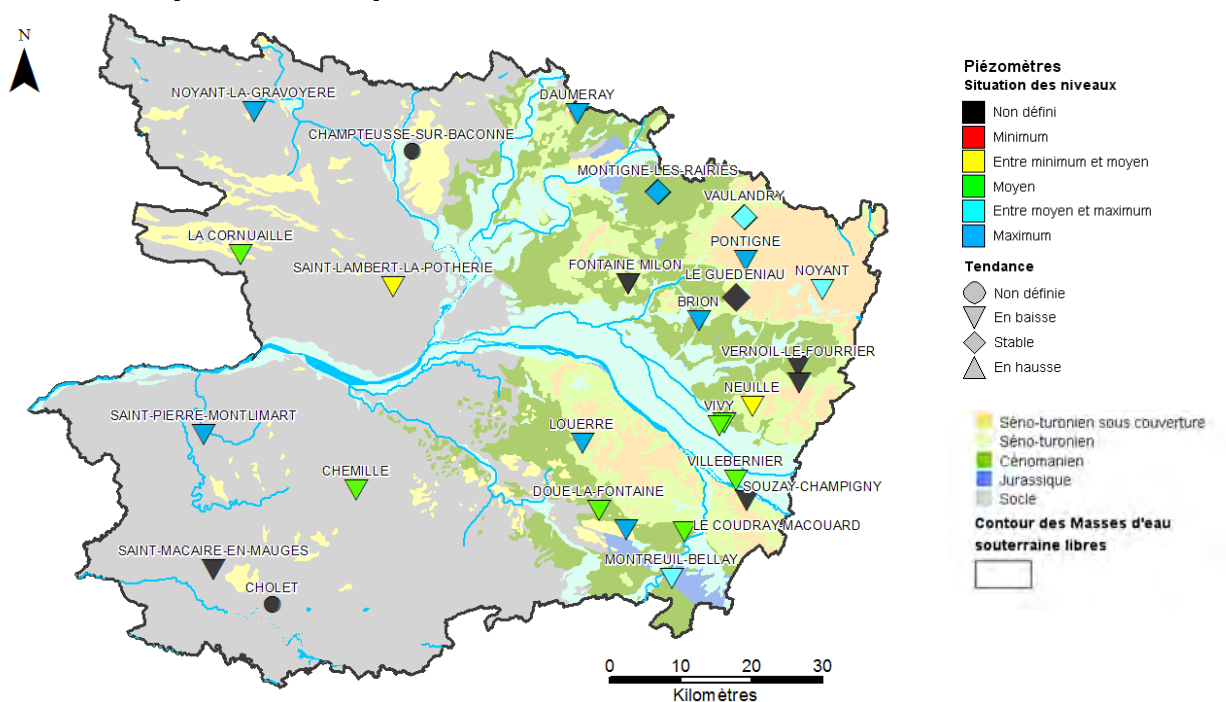 N
NOYANT-LA-GRAVOYERE
DAUMERAY
CHAMPTEUSSE-SUR-BACONNE
MONTIGNE-LES-RAIRIES
VAULANDRY
LA CORNUAILLE
PONTIGNE
SAINT-LAMBERT-LA-POTHERIE
FONTAINE MILON
LE GUEDENIAU
NOYANT
BRION
VERNOIL-LE-FOURRIER
NEUILLE
SAINT-PIERRE-MONTLIMART
VIVY
LOUERRE
CHEMILLE
VILLEBERNIER
SOUZAY-CHAMPIGNY
DOUE-LA-FONTAINE
LE COUDRAY-MACOUARD
SAINT-MACAIRE-EN-MAUGES
MONTREUIL-BELLAY
CHOLET
0 10 20 30
Kilomètres
Piézomètres
Situation des niveaux
Non défini
Minimum
Entre minimum et moyen
Moyen
Entre moyen et maximum
Maximum
Tendance
Non définie
En baisse
Stable
En hausse
Séno-turonien sous couverture
Séno-turonien
Cénomanien
Jurassique
Socle
Contour des Masses d'eau
souterraine libres